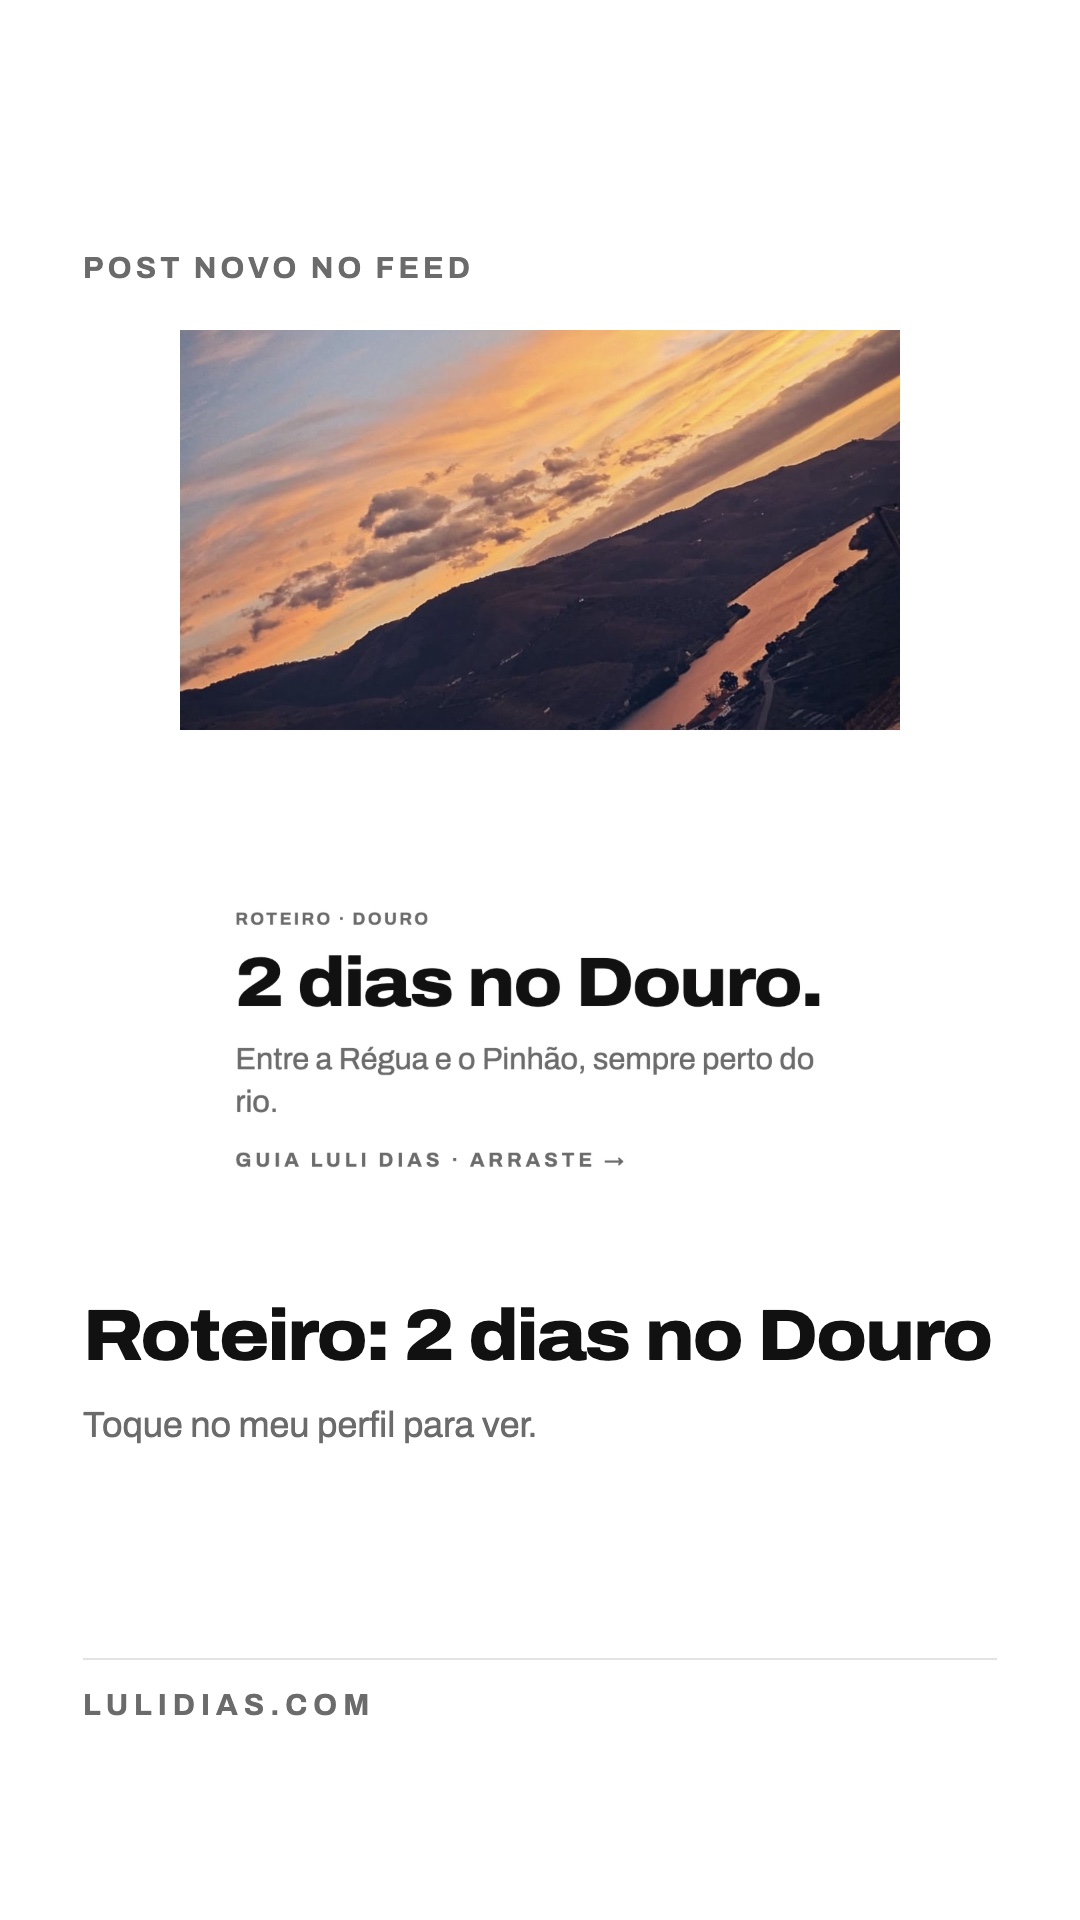 POST NOVO NO FEED
ROTEIRO · DOURO
2 dias no Douro.
Entre a Régua e o Pinhão, sempre perto do
rio.
GUIA LULI DIAS · ARRASTE →
Roteiro: 2 dias no Douro
Toque no meu perfil para ver.
LULIDIAS.COM